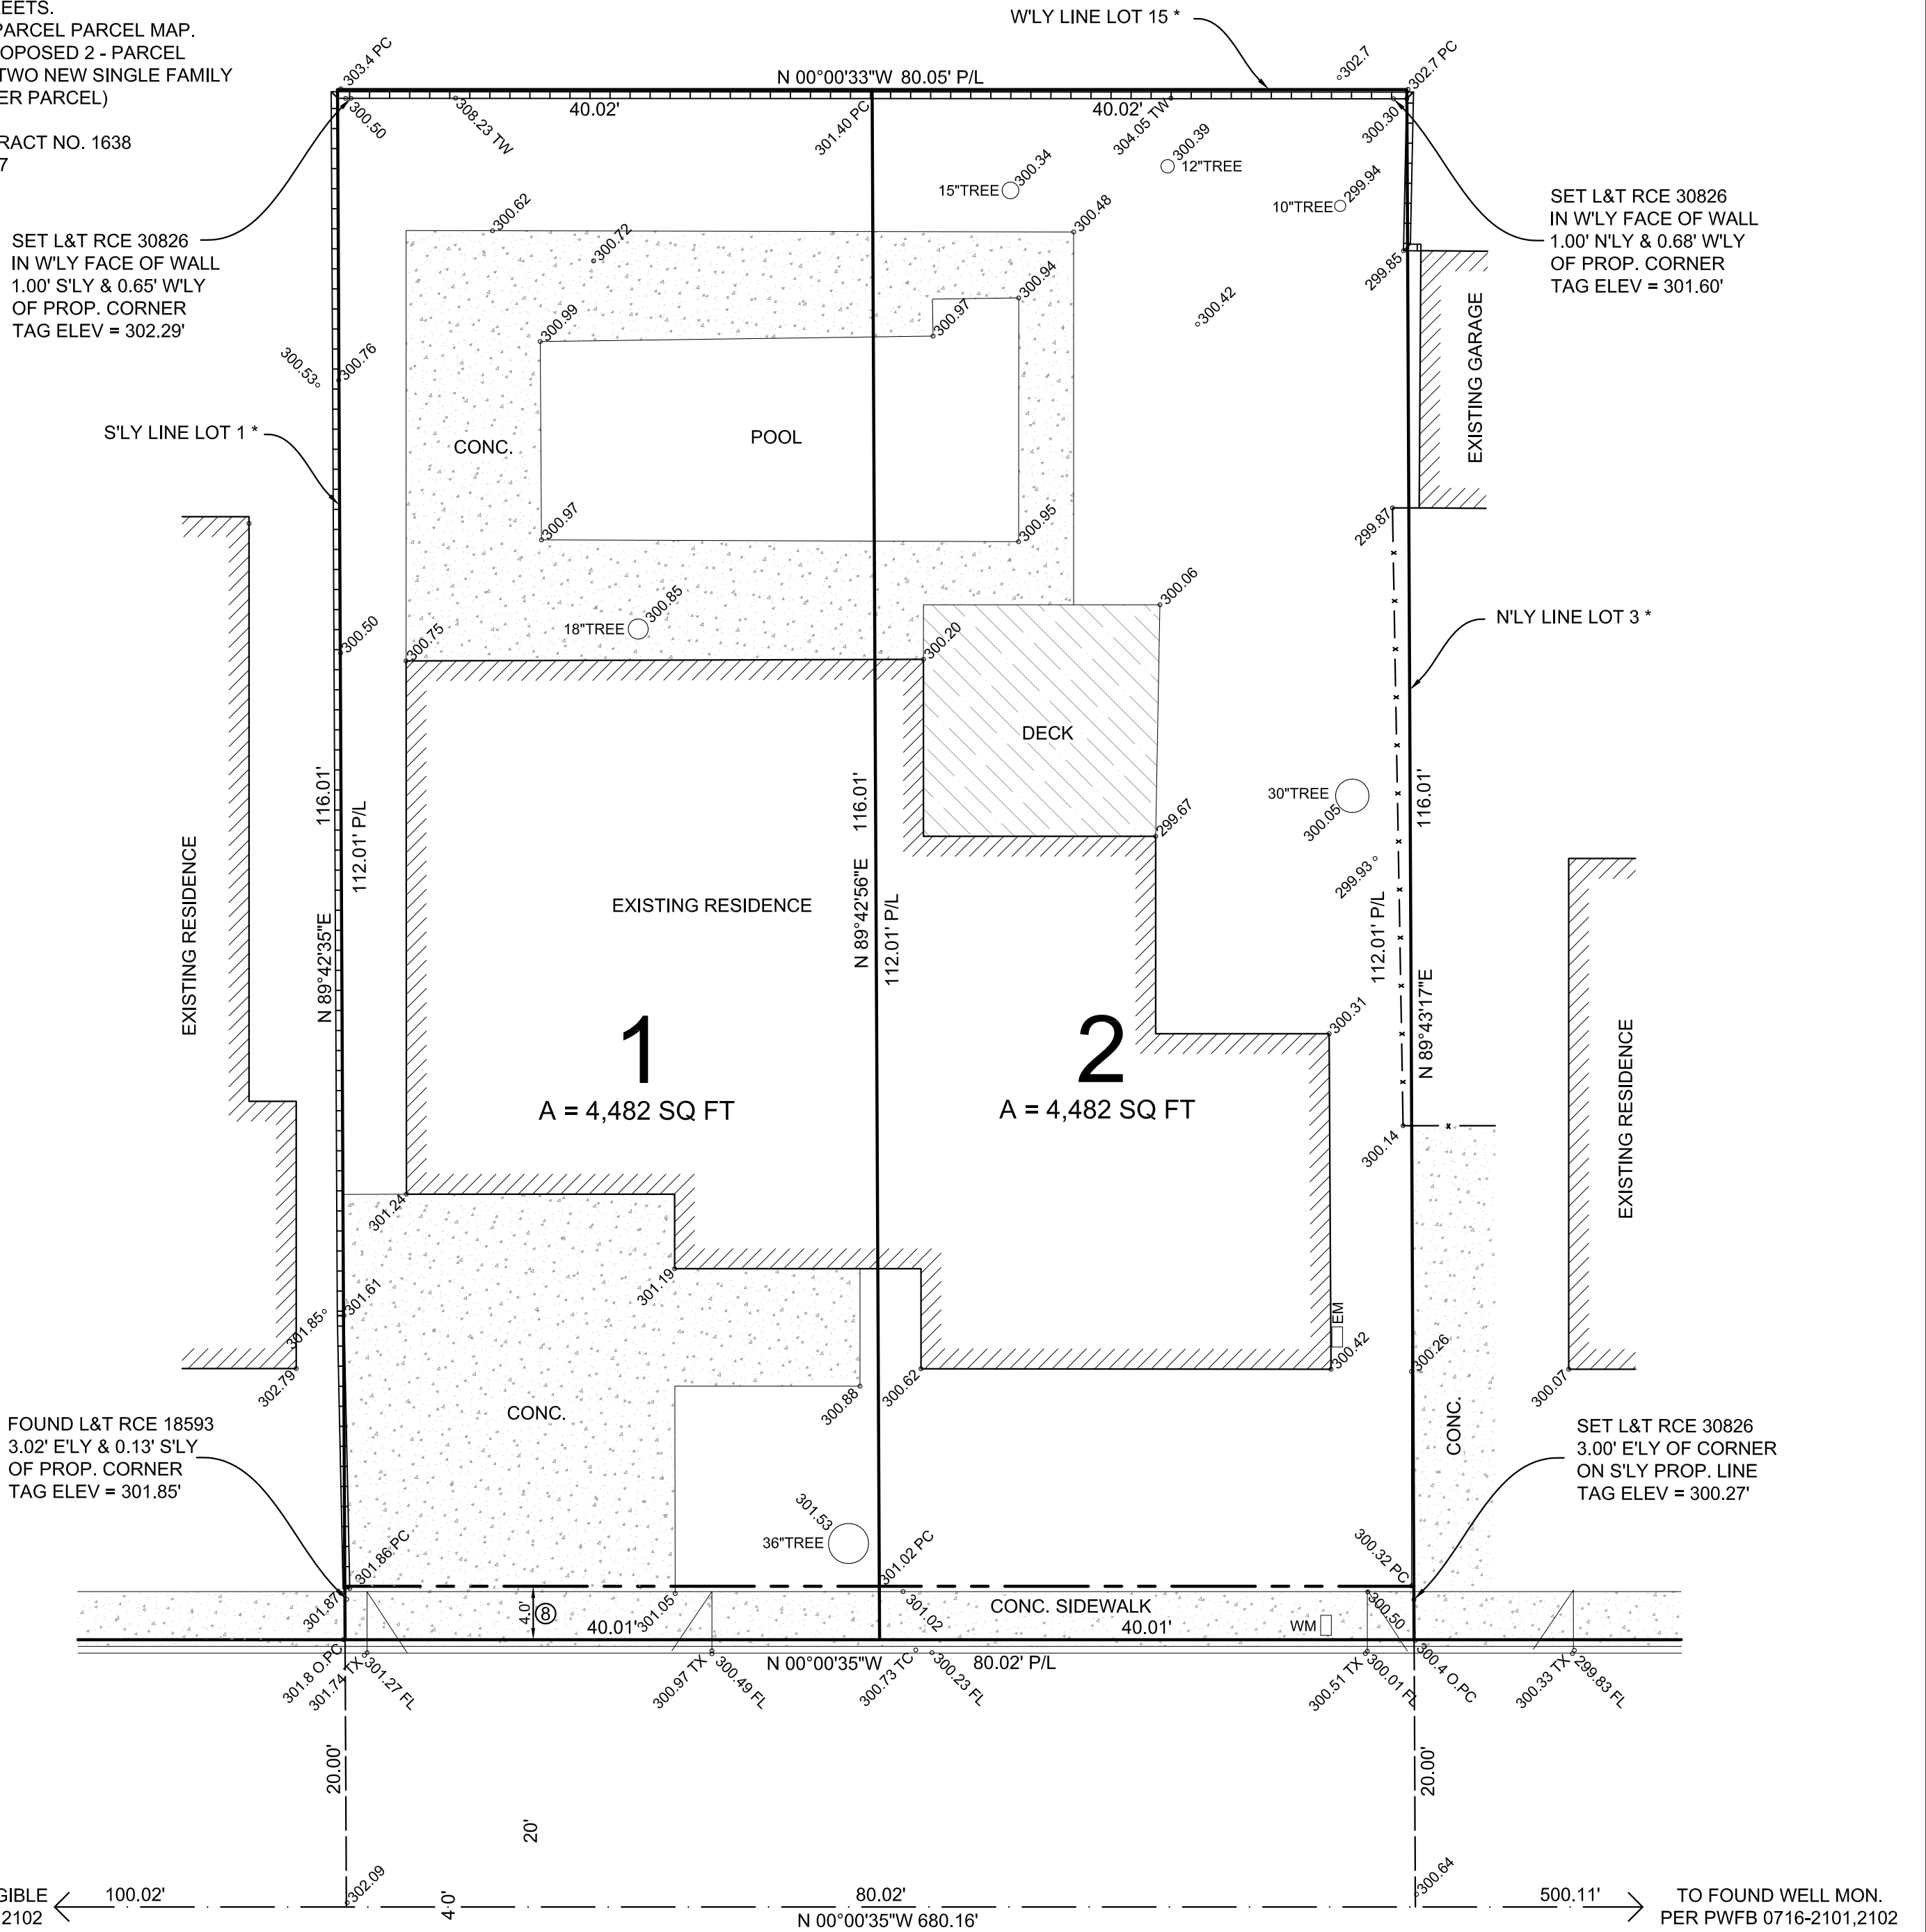 EETS.
PARCEL PARCEL MAP.
OPOSED 2 - PARCEL
TWO NEW SINGLE FAMILY
ER PARCEL)
RACT NO. 1638
7
W'LY LINE LOT 15 *
303.4 PC
N 00°00'33"W 80.05' P/L
302.7
302.7 PC
300.50
308.23 TW
40.02'
301.40 PC
40.02'
304.05 TW
300.30
300.39
12"TREE
300.34
15"TREE
299.94
10"TREE
SET L&T RCE 30826
IN W'LY FACE OF WALL
1.00' S'LY & 0.65' W'LY
OF PROP. CORNER
TAG ELEV = 302.29'
SET L&T RCE 30826
IN W'LY FACE OF WALL
1.00' N'LY & 0.68' W'LY
OF PROP. CORNER
TAG ELEV = 301.60'
300.62
300.72
300.48
299.85
300.94
300.42
300.99
300.97
EXISTING GARAGE
300.53
300.76
S'LY LINE LOT 1 *
CONC.
POOL
300.97
300.95
299.87
300.06
300.85
18"TREE
300.50
300.75
300.20
N'LY LINE LOT 3 *
DECK
116.01'
112.01' P/L
N 89°42'35"E
116.01'
N 89°42'56"E
112.01' P/L
299.67
30"TREE
300.05
299.93
116.01'
112.01' P/L
N 89°43'17"E
EXISTING RESIDENCE
EXISTING RESIDENCE
EXISTING RESIDENCE
300.31
1
A = 4,482 SQ FT
2
A = 4,482 SQ FT
300.14
301.24
301.19
301.61
301.85
302.79
300.88
300.62
EM
300.42
300.26
300.07
CONC.
CONC.
FOUND L&T RCE 18593
3.02' E'LY & 0.13' S'LY
OF PROP. CORNER
TAG ELEV = 301.85'
SET L&T RCE 30826
3.00' E'LY OF CORNER
ON S'LY PROP. LINE
TAG ELEV = 300.27'
301.53
36"TREE
301.86 PC
301.02 PC
300.32 PC
301.87
4.0'
8
40.01'
301.05
301.02
CONC. SIDEWALK
40.01'
WM
300.50
N 00°00'35"W 80.02' P/L
301.8 O.PC
301.74 TX
301.27 FL
300.97 TX
300.49 FL
300.73 TC
300.23 FL
300.51 TX
300.01 FL
300.4 O.PC
300.33 TX
299.83 FL
20.00'
20.00'
20'
302.09
300.64
4.0'
GIBLE
2102
100.02'
80.02'
N 00°00'35"W 680.16'
500.11'
TO FOUND WELL MON.
PER PWFB 0716-2101,2102